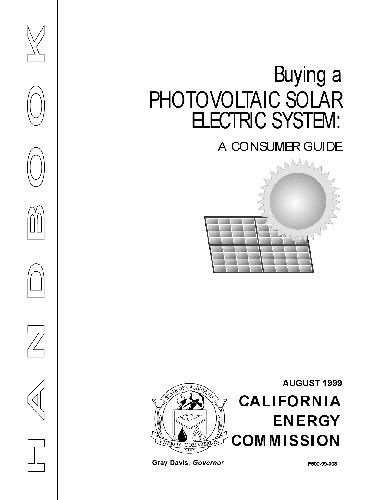 HANDBOOK
Buying a
PHOTOVOLTAIC SOLAR
ELECTRIC SYSTEM:
A CONSUMER GUIDE
AUGUST 1999
CALIFORNIA
ENERGY
COMMISSION
Gray Davis, Governor